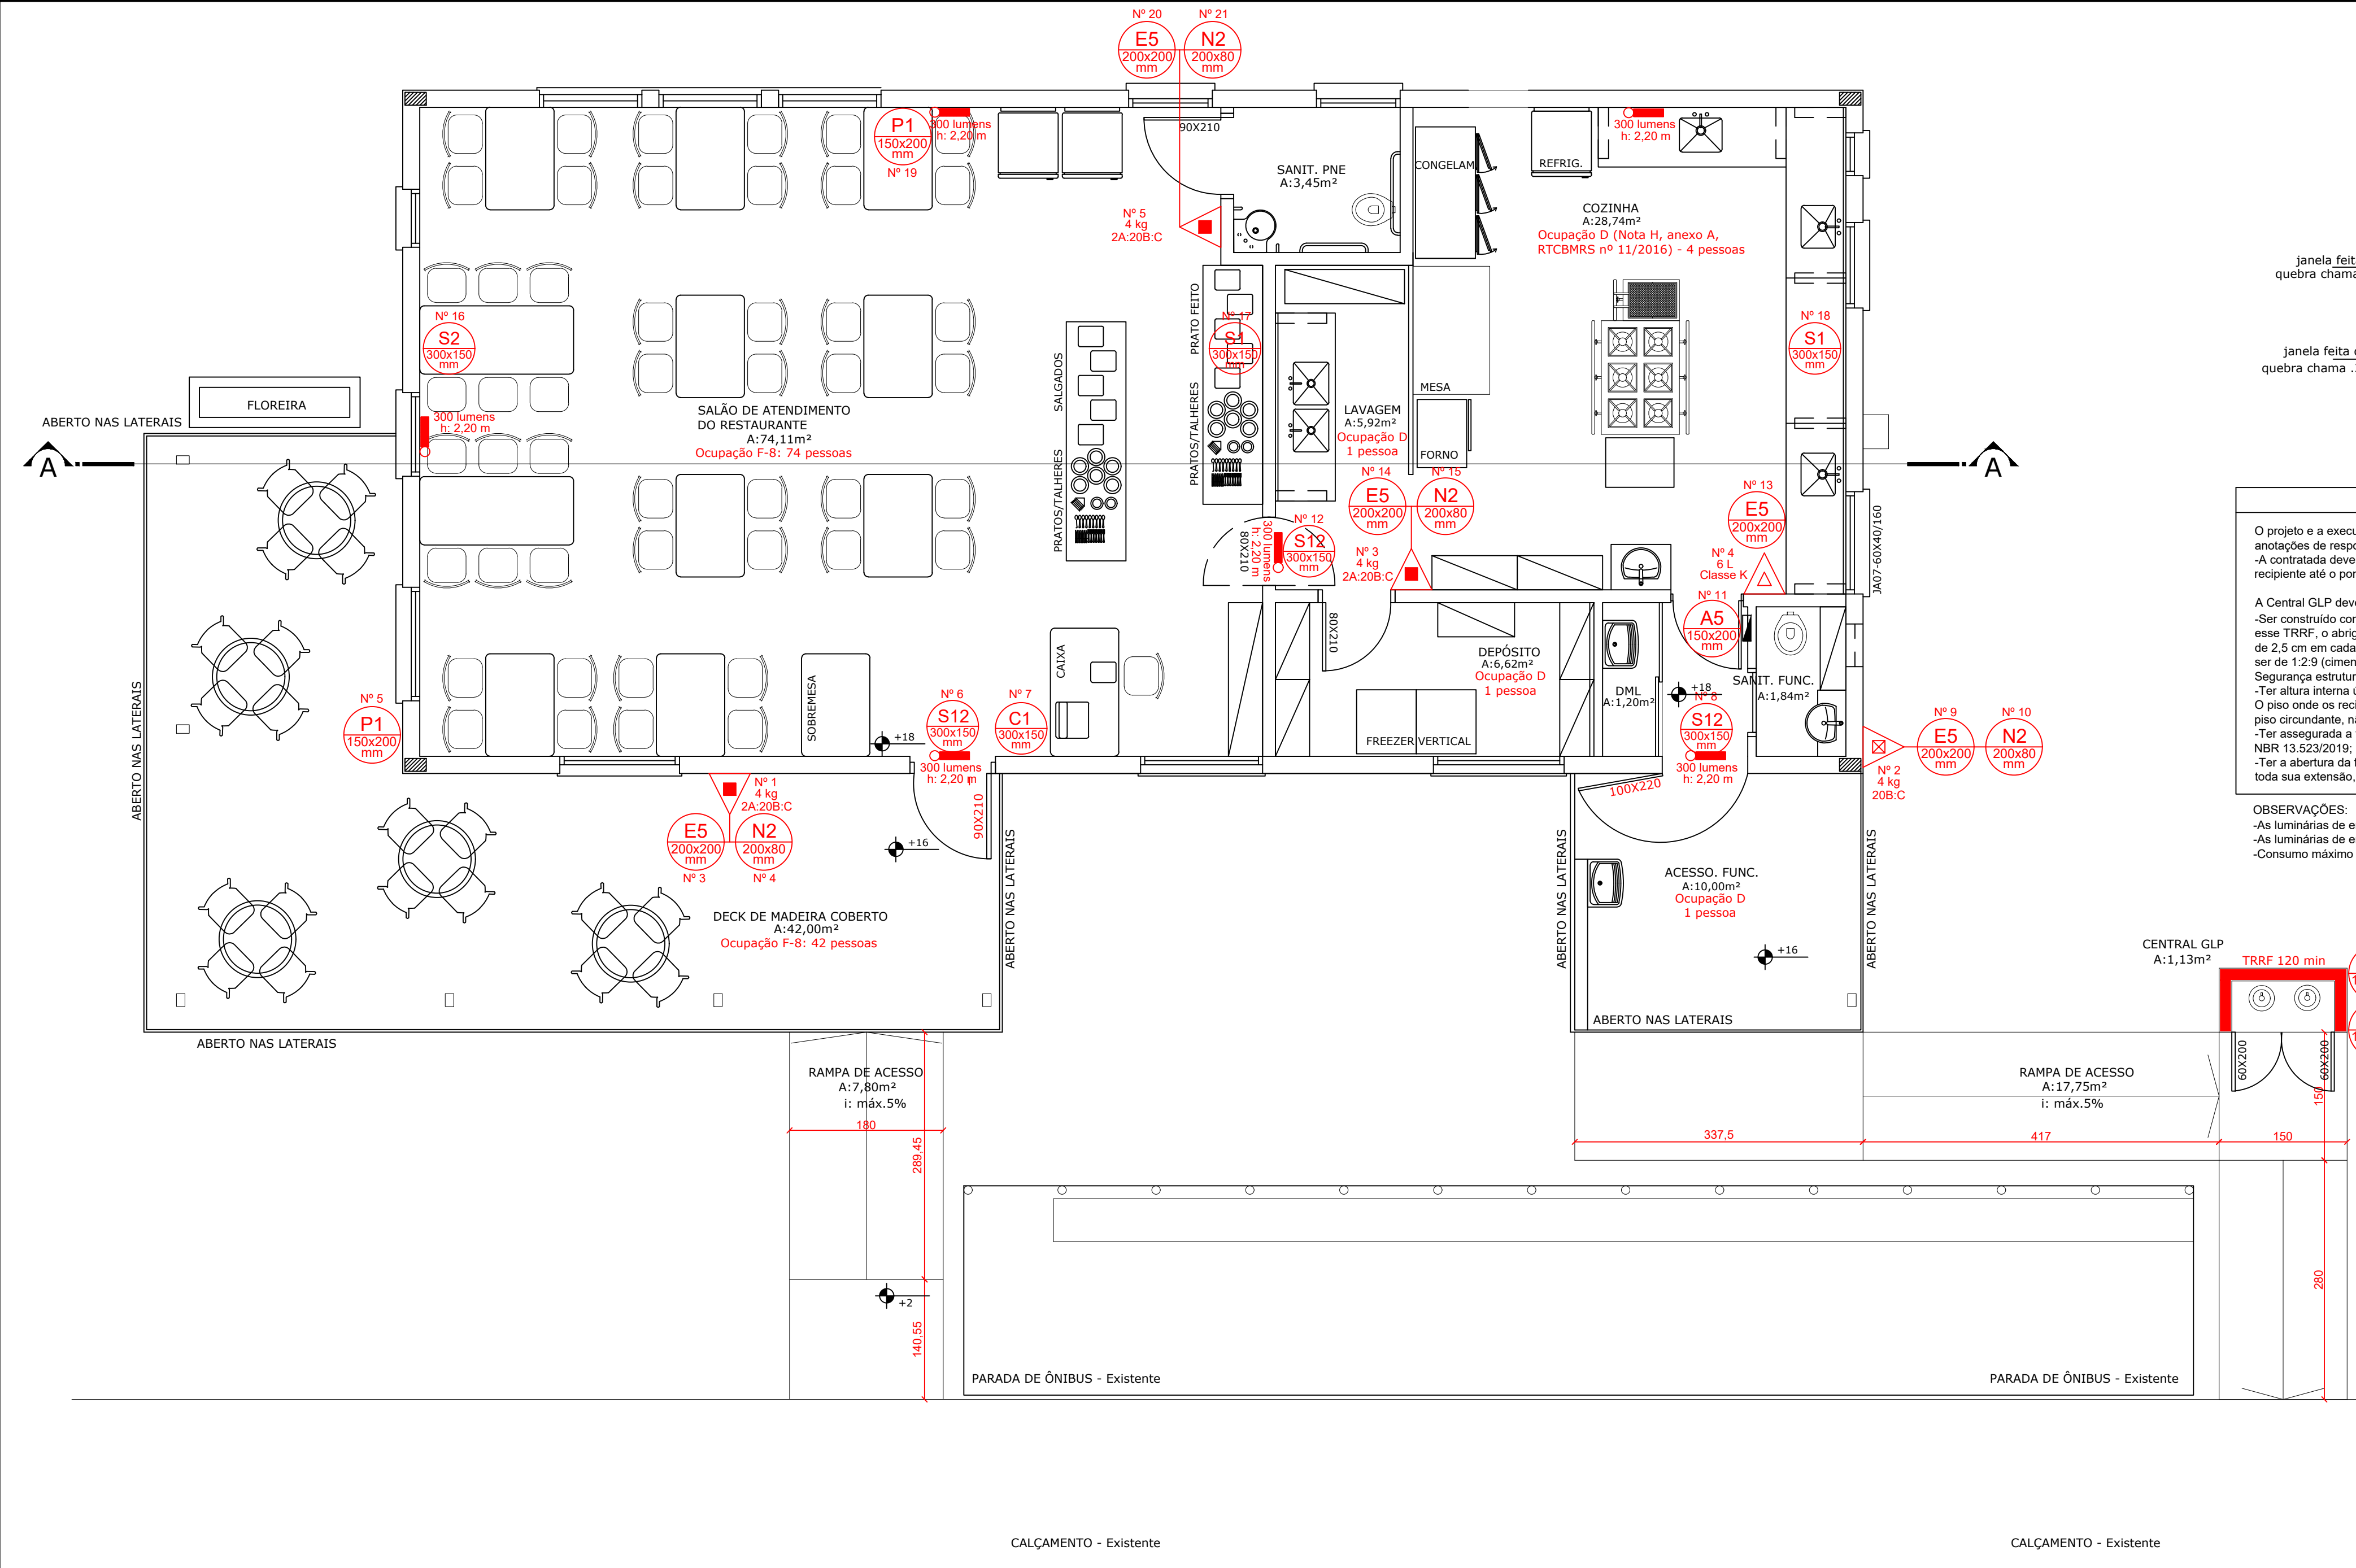 Nº 20
E5
200x200
mm
Nº 21
N2
200x80
mm
P1
150x200
mm
Nº 19
300 lumens
h: 2,20 m
90X210
SANIT. PNE
A:3,45m²
Nº 5
4 kg
2A:20B:C
CONGELAM
REFRIG.
300 lumens
h: 2,20 m
COZINHA
A:28,74m²
Ocupação D (Nota H, anexo A,
RTCBMRS nº 11/2016) - 4 pessoas
janela feita
quebra chama
janela feita
quebra chama
Nº 16
S2
300x150
mm
PRATO FEITO
Nº 17
S1
300x150
mm
Nº 18
S1
300x150
mm
FLOREIRA
ABERTO NAS LATERAIS
A
300 lumens
h: 2,20 m
SALÃO DE ATENDIMENTO
DO RESTAURANTE
A:74,11m²
Ocupação F-8: 74 pessoas
SALGADOS
PRATOS/TALHERES
PRATOS/TALHERES
MESA
FORNO
LAVAGEM
A:5,92m²
Ocupação D
1 pessoa
A
Nº 14
E5
200x200
mm
Nº 15
N2
200x80
mm
Nº 13
E5
200x200
mm
JA07-60X40/160
Nº 12
S12
300x150
mm
300 lumens
h: 2,20 m
80X210
Nº 3
4 kg
2A:20B:C
Nº 4
6 L
Classe K
Nº 11
A5
150x200
mm
80X210
DEPÓSITO
A:6,62m²
Ocupação D
1 pessoa
FREEZER VERTICAL
DML
A:1,20m²
+18
SANIT. FUNC.
A:1,84m²
Nº 8
S12
300x150
mm
300 lumens
h: 2,20 m
Nº 9
E5
200x200
mm
Nº 10
N2
200x80
mm
Nº 2
4 kg
20B:C
O projeto e a
anotações de
-A contratada deve
recipiente até o
A Central GLP
-Ser construído
esse TRRF, o
de 2,5 cm em cada
ser de 1:2:9
Segurança
-Ter altura interna
O piso onde os
piso circundante,
-Ter assegurada a
NBR 13.523/2019;
-Ter a abertura da
toda sua extensão,
OBSERVAÇÕES:
-As luminárias de
-As luminárias de
-Consumo máximo
ABERTO NAS LATERAIS
Nº 5
P1
150x200
mm
SOBREMESA
CAIXA
+18
Nº 6
S12
300x150
mm
300 lumens
h: 2,20 m
Nº 7
C1
300x150
mm
Nº 1
4 kg
2A:20B:C
E5
200x200
mm
Nº 3
N2
200x80
mm
Nº 4
90X210
+16
ABERTO NAS LATERAIS
DECK DE MADEIRA COBERTO
A:42,00m²
Ocupação F-8: 42 pessoas
ABERTO NAS LATERAIS
100X220
ABERTO NAS LATERAIS
ACESSO. FUNC.
A:10,00m²
Ocupação D
1 pessoa
+16
ABERTO NAS LATERAIS
ABERTO NAS LATERAIS
CENTRAL GLP
A:1,13m²
TRRF 120 min
60X200
60X200
RAMPA DE ACESSO
A:7,80m²
i: máx.5%
180
289,45
140,55
+2
RAMPA DE ACESSO
A:17,75m²
i: máx.5%
337,5
417
150
150
280
PARADA DE ÔNIBUS - Existente
PARADA DE ÔNIBUS - Existente
CALÇAMENTO - Existente
CALÇAMENTO - Existente